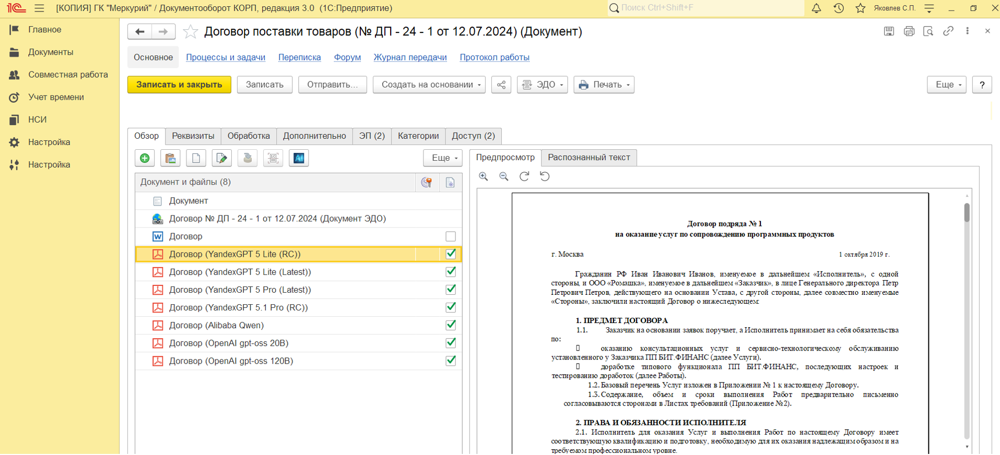 1С [КОПИЯ] ГК "Меркурий" / Документооборот КОРП, редакция 3.0 (1С:Предприятие)
Поиск Ctrl+Shift+F
Яковлев С.П.
Главное
Документы
Совместная работа
Учет времени
НСИ
Настройка
Настройка
Договор поставки товаров (№ ДП - 24 - 1 от 12.07.2024) (Документ)
Основное Процессы и задачи Переписка Форум Журнал передачи Протокол работы
Записать и закрыть Записать Отправить... Создать на основании ЭДО Печать Еще ?
Обзор Реквизиты Обработка Дополнительно ЭП (2) Категории Доступ (2)
AI Еще
Документ и файлы (8)
Документ
Договор № ДП - 24 - 1 от 12.07.2024 (Документ ЭДО)
Договор
Договор (YandexGPT 5 Lite (RC))
Договор (YandexGPT 5 Lite (Latest))
Договор (YandexGPT 5 Pro (Latest))
Договор (YandexGPT 5.1 Pro (RC))
Договор (Alibaba Qwen)
Договор (OpenAI gpt-oss 20B)
Договор (OpenAI gpt-oss 120B)
Предпросмотр Распознанный текст
Договор подряда № 1
на оказание услуг по сопровождению программных продуктов
г. Москва 1 октября 2019 г.
Гражданин РФ Иван Иванович Иванов, именуемое в дальнейшем «Исполнитель», с одной
стороны, и ООО «Ромашка», именуемое в дальнейшем «Заказчик», в лице Генерального директора Петр
Петрович Петров, действующего на основании Устава, с другой стороны, далее совместно именуемые
«Стороны», заключили настоящий Договор о нижеследующем:
1. ПРЕДМЕТ ДОГОВОРА
1.1. Заказчик на основании заявок поручает, а Исполнитель принимает на себя обязательства
по:
оказанию консультационных услуг и сервисно-технологическому обслуживанию
установленного у Заказчика ПП БИТ.ФИНАНС (далее Услуги).
доработке типового функционала ПП БИТ.ФИНАНС, последующих настроек и
тестированию доработок (далее Работы).
1.2. Базовый перечень Услуг изложен в Приложении № 1 к настоящему Договору.
1.3. Содержание, объем и сроки выполнения Работ предварительно письменно
согласовываются сторонами в Листах требований (Приложение №2).
2. ПРАВА И ОБЯЗАННОСТИ ИСПОЛНИТЕЛЯ
2.1. Исполнитель для оказания Услуг и выполнения Работ по настоящему Договору имеет
соответствующую квалификацию и подготовку, необходимую для их оказания надлежащим образом и на
требуемом профессиональном уровне.